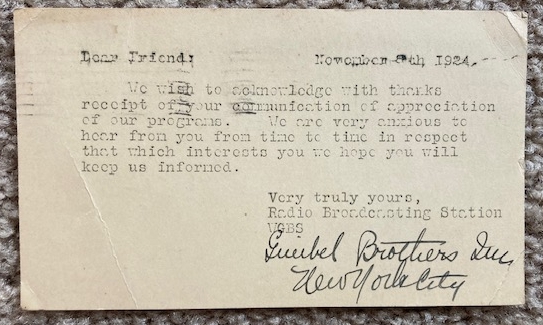 Dear Friend: November 8th 1924.
We wish to acknowledge with thanks
receipt of your communication of appreciation
of our programs. We are very anxious to
hear from you from time to time in respect
that which interests you we hope you will
keep us informed.
Very truly yours,
Radio Broadcasting Station
WGBS
Gimbel Brothers Inc
New York City